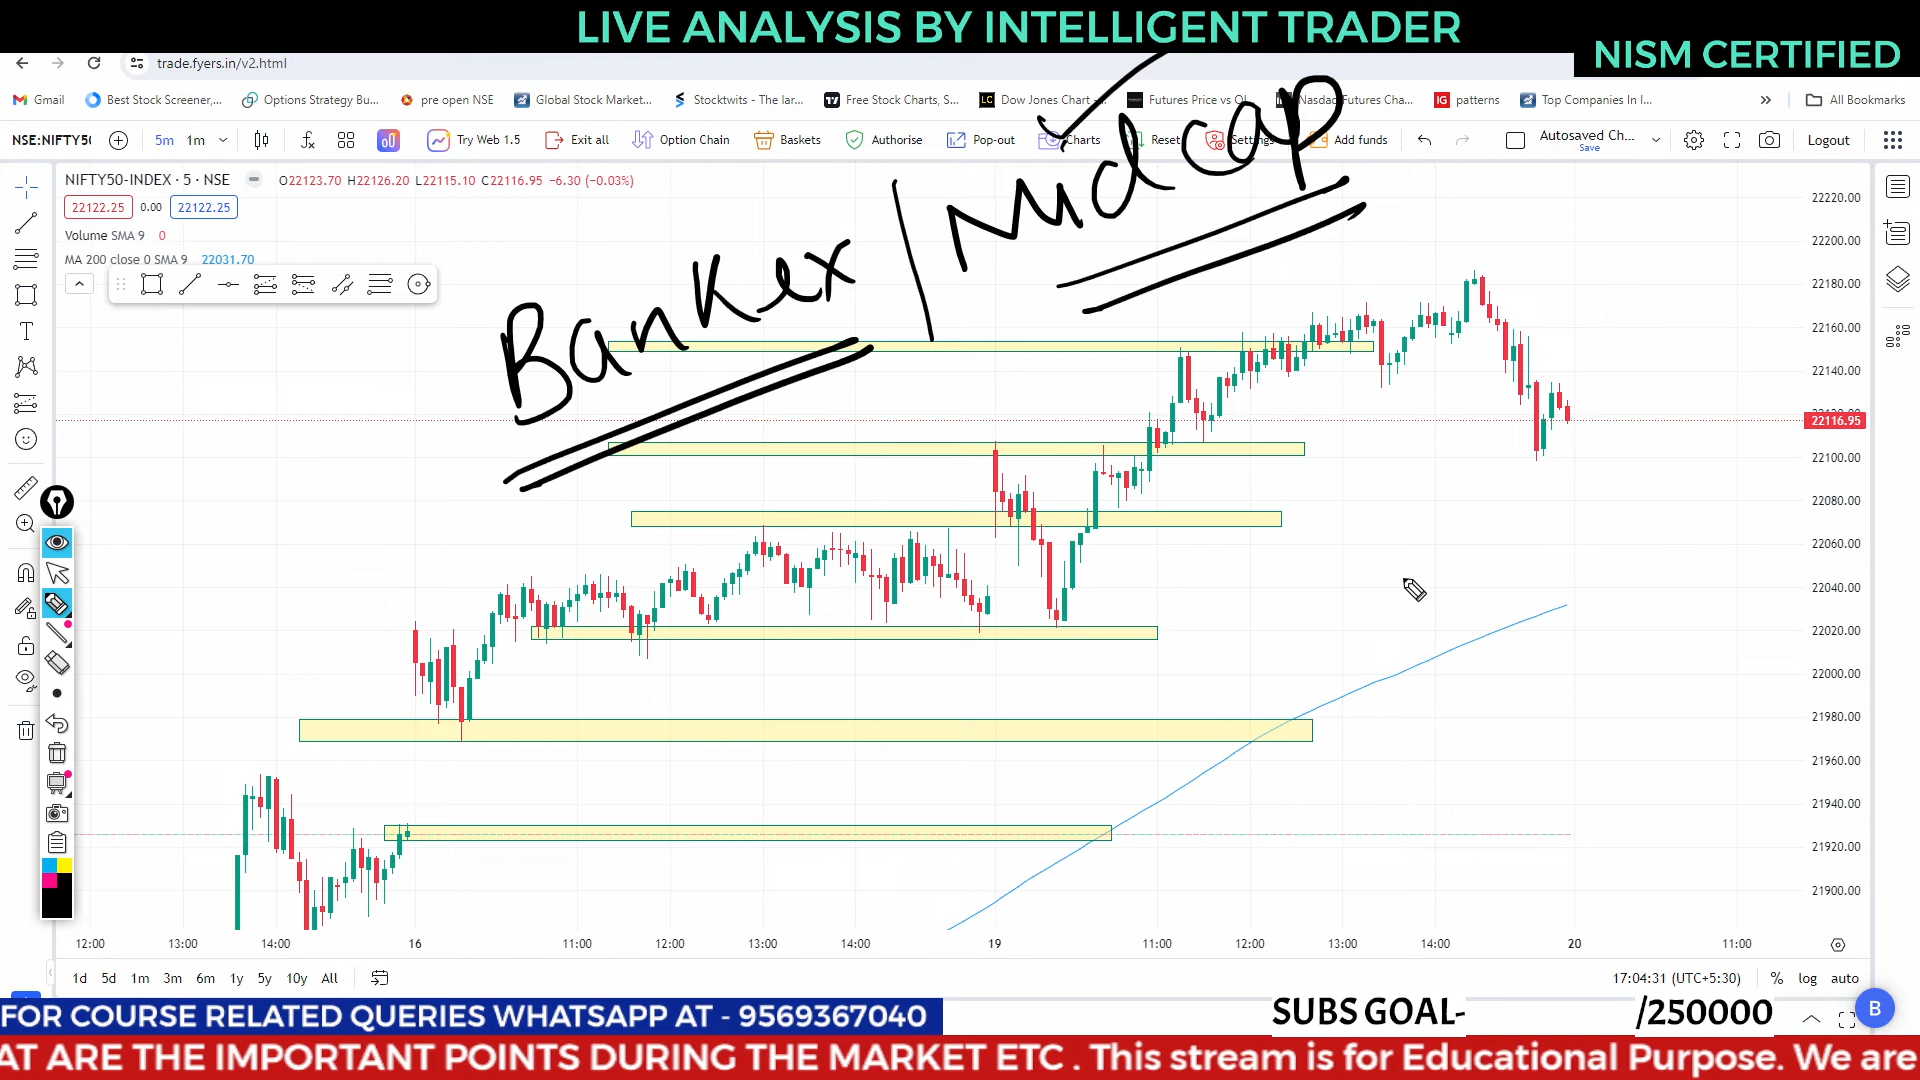 LIVE ANALYSIS BY INTELLIGENT TRADER
NISM CERTIFIED
trade.fyers.in/v2.html
Gmail Best Stock Screener,... Options Strategy Bu... pre open NSE Global Stock Market... Stocktwits - The lar... Free Stock Charts, S... Dow Jones Chart Futures Price vs Nasdaq Futures Cha... patterns Top Companies In I... All Bookmarks
NSE:NIFTY5 5m 1m Try Web 1.5 Exit all Option Chain Baskets Authorise Pop-out Charts Reset Settings Add funds Autosaved Ch... Save Logout
NIFTY50-INDEX · 5 · NSE O22123.70 H22126.20 L22115.10 C22116.95 -6.30 (-0.03%)
22122.25 0.00 22122.25
Volume SMA 9 0
MA 200 close 0 SMA 9 22031.70
Bankex / Midcap
22220.00
22200.00
22180.00
22160.00
22140.00
22116.95
22100.00
22080.00
22060.00
22040.00
22020.00
22000.00
21980.00
21960.00
21940.00
21920.00
21900.00
12:00 13:00 14:00 16 11:00 12:00 13:00 14:00 19 11:00 12:00 13:00 14:00 20 11:00
1d 5d 1m 3m 6m 1y 5y 10y All 17:04:31 (UTC+5:30) % log auto
FOR COURSE RELATED QUERIES WHATSAPP AT - 9569367040
SUBS GOAL- /250000 B
AT ARE THE IMPORTANT POINTS DURING THE MARKET ETC . This stream is for Educational Purpose. We are